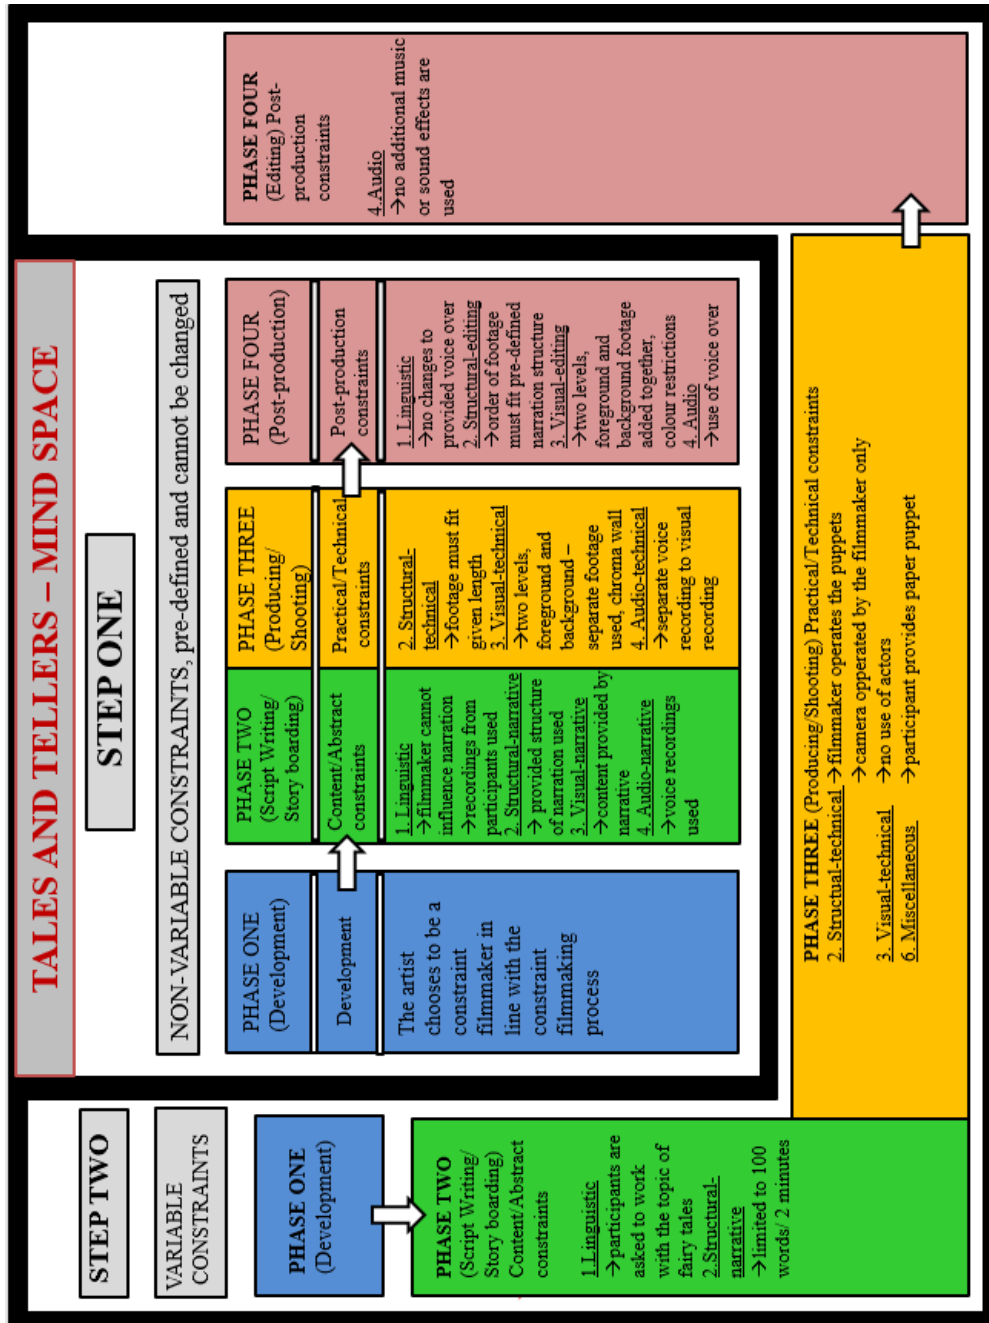 TALES AND TELLERS – MIND SPACE
STEP ONE
NON-VARIABLE CONSTRAINTS, pre-defined and cannot be changed
PHASE ONE
(Development)
Development
The artist
chooses to be a
constraint
filmmaker in
line with the
constraint
filmmaking
process
PHASE TWO
(Script Writing/
Story boarding)
Content/Abstract
constraints
1. Linguistic
→filmmaker cannot
influence narration
→recordings from
participants used
2. Structural-narrative
→ provided structure
of narration used
3. Visual-narrative
→content provided by
narrative
4. Audio-narrative
→voice recordings
used
PHASE THREE
(Producing/
Shooting)
Practical/Technical
constraints
2. Structural-
technical
→footage must fit
given length
3. Visual-technical
→two levels,
foreground and
background –
separate footage
used, chroma wall
4. Audio-technical
→separate voice
recording to visual
recording
PHASE FOUR
(Post-production)
Post-production
constraints
1. Linguistic
→no changes to
provided voice over
2. Structural-editing
→order of footage
must fit pre-defined
narration structure
3. Visual-editing
→two levels,
foreground and
background footage
added together,
colour restrictions
4. Audio
→use of voice over
STEP TWO
VARIABLE
CONSTRAINTS
PHASE ONE
(Development)
PHASE TWO
(Script Writing/
Story boarding)
Content/Abstract
constraints
1.Linguistic
→participants are
asked to work
with the topic of
fairy tales
2.Structural-
narrative
→limited to 100
words/ 2 minutes
PHASE THREE (Producing/Shooting) Practical/Technical constraints
2. Structual-technical →filmmaker operates the puppets
→camera opperated by the filmmaker only
3. Visual-technical →no use of actors
6. Miscellaneous →participant provides paper puppet
PHASE FOUR
(Editing) Post-
production
constraints
4.Audio
→no additional music
or sound effects are
used